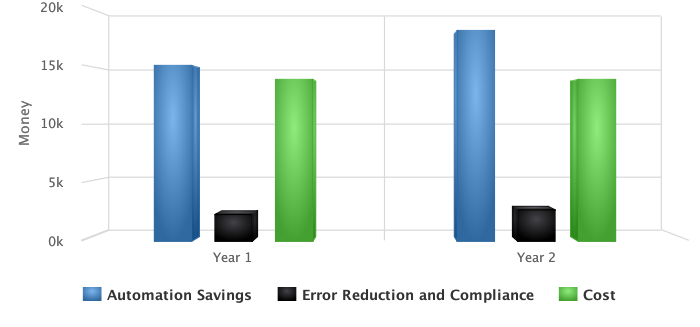 20k
15k
10k
5k
0k
Money
Year 1 Year 2
Automation Savings Error Reduction and Compliance Cost